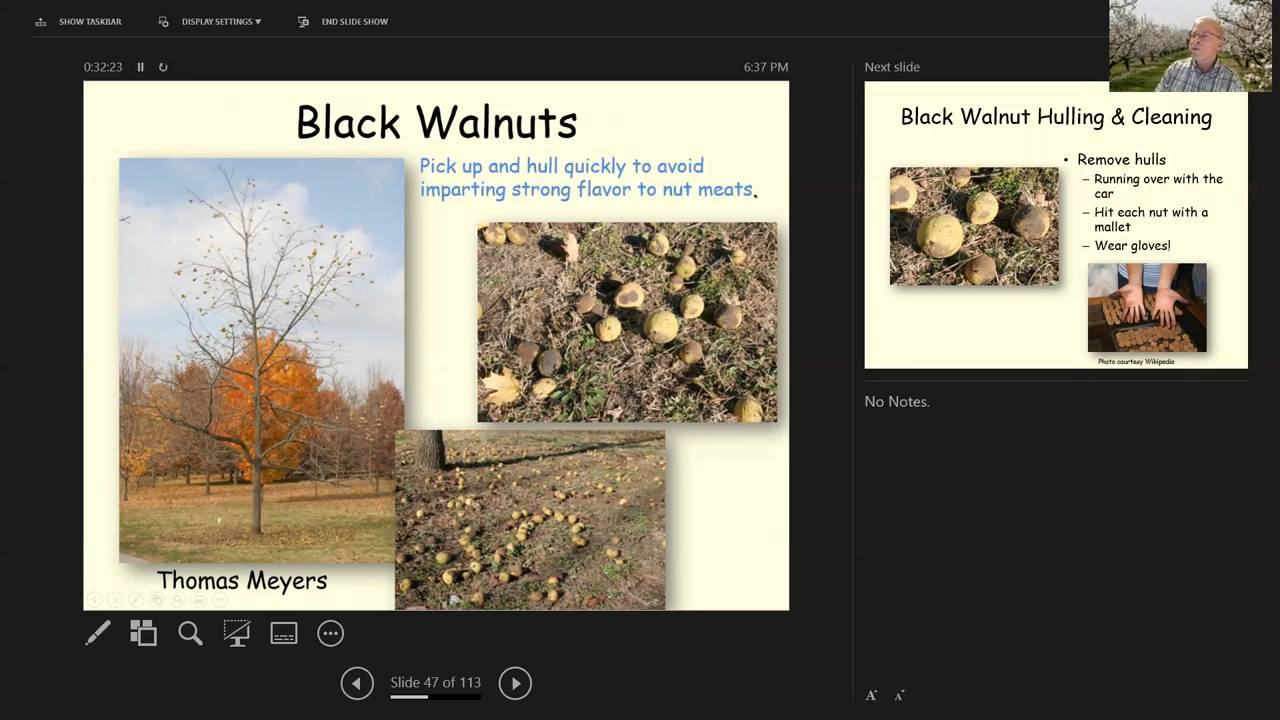 SHOW TASKBAR
DISPLAY SETTINGS ▼
END SLIDE SHOW
0:32:23
6:37 PM
Black Walnuts
Pick up and hull quickly to avoid
imparting strong flavor to nut meats.
Thomas Meyers
Slide 47 of 113
Next slide
Black Walnut Hulling & Cleaning
• Remove hulls
– Running over with the
car
– Hit each nut with a
mallet
– Wear gloves!
Photo courtesy Wikipedia
No Notes.
A
A